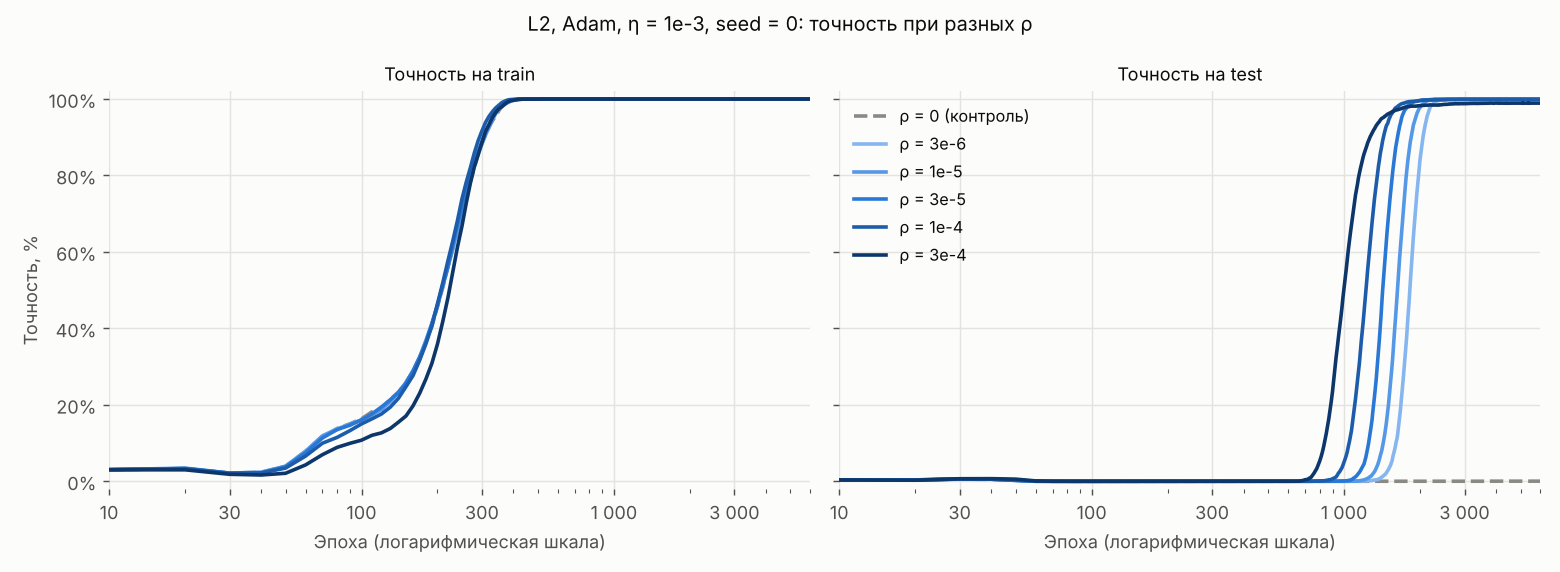 L2, Adam, η = 1e-3, seed = 0: точность при разных ρ
Точность на train
Точность, %
100%
80%
60%
40%
20%
0%
10
30
100
300
1 000
3 000
Эпоха (логарифмическая шкала)
Точность на test
ρ = 0 (контроль)
ρ = 3e-6
ρ = 1e-5
ρ = 3e-5
ρ = 1e-4
ρ = 3e-4
10
30
100
300
1 000
3 000
Эпоха (логарифмическая шкала)